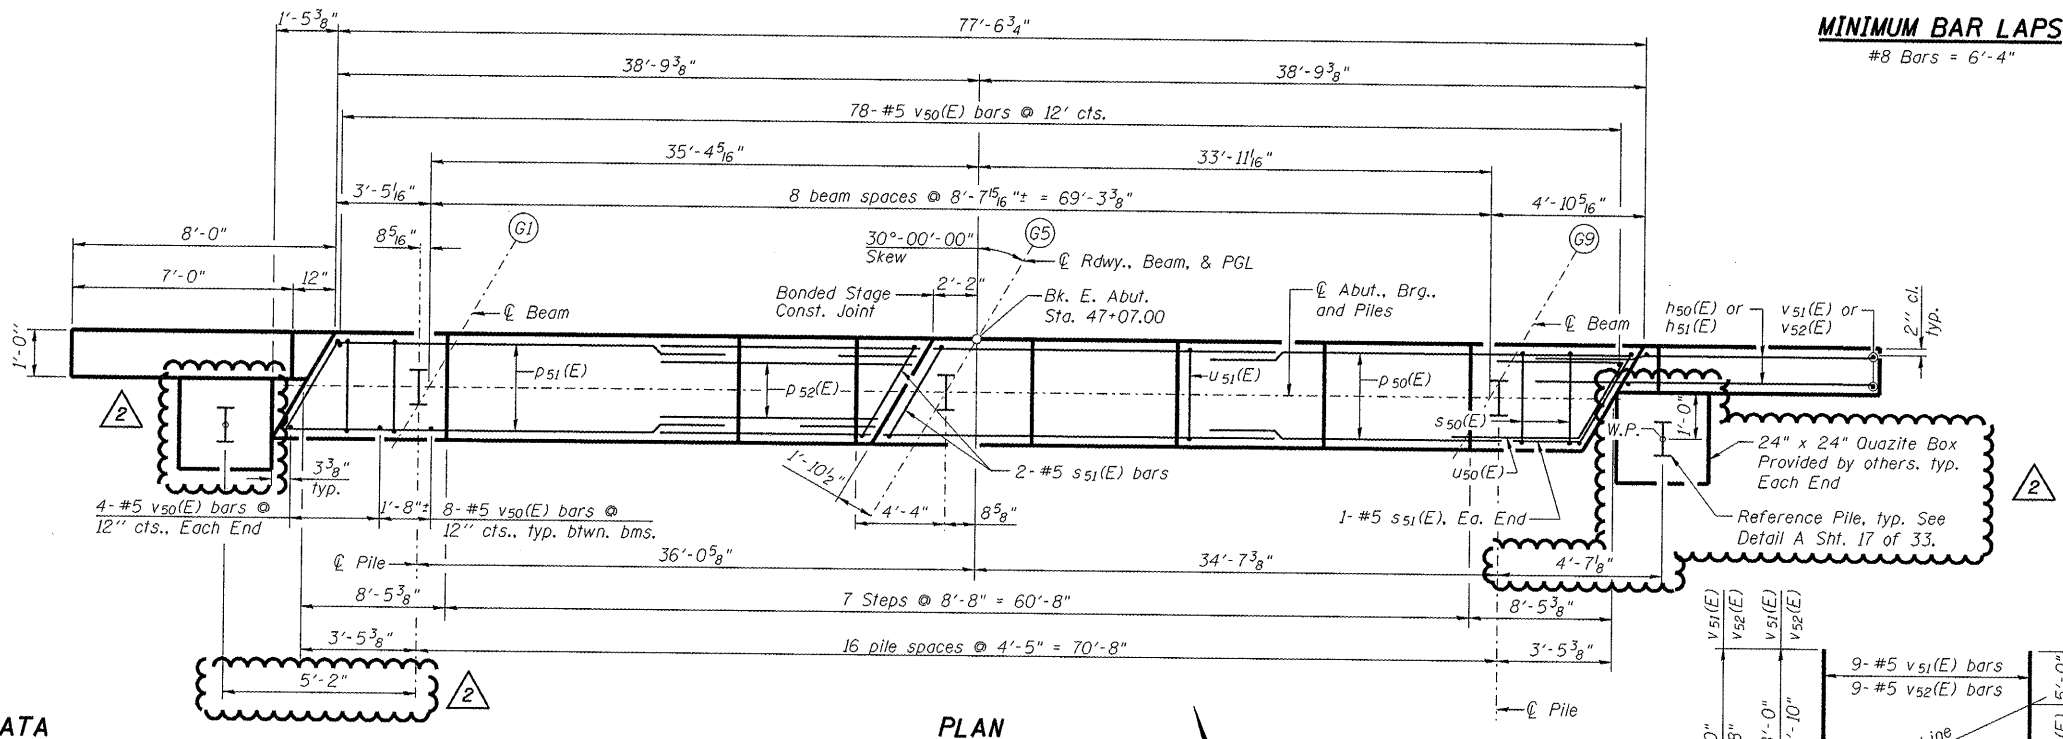 MINIMUM BAR LAPS
#8 Bars = 6'-4"
1'-5 3/8"
77'-6 3/4"
38'-9 3/8"
38'-9 3/8"
78-#5 v50(E) bars @ 12' cts.
35'-4 5/16"
33'-11 1/16"
3'-5 1/16"
8 beam spaces @ 8'-7 15/16"± = 69'-3 3/8"
4'-10 5/16"
8'-0"
8 5/16"
G1
30°-00'-00"
Skew
G5
G9
7'-0"
12"
℄ Rdwy., Beam, & PGL
2'-2"
Bonded Stage
Const. Joint
Bk. E. Abut.
Sta. 47+07.00
℄ Abut., Brg.,
and Piles
℄ Beam
℄ Beam
h50(E) or
h51(E)
v51(E) or
v52(E)
2" cl.
typ.
1'-0"
p51(E)
p52(E)
u51(E)
p50(E)
2
s50(E)
W.P.
1'-0"
24" x 24" Quazite Box
Provided by others. typ.
Each End
2
3 3/8"
typ.
1'-10 1/2"
2-#5 s51(E) bars
u50(E)
4-#5 v50(E) bars @
12" cts., Each End
1'-8"±
8-#5 v50(E) bars @
12" cts., typ. btwn. bms.
4'-4"
8 5/8"
1-#5 s51(E), Ea. End
Reference Pile, typ. See
Detail A Sht. 17 of 33.
℄ Pile
36'-0 5/8"
34'-7 3/8"
4'-7 1/8"
8'-5 3/8"
7 Steps @ 8'-8" = 60'-8"
8'-5 3/8"
3'-5 3/8"
16 pile spaces @ 4'-5" = 70'-8"
3'-5 3/8"
5'-2"
2
℄ Pile
v51(E)
v52(E)
v51(E)
v52(E)
9-#5 v51(E) bars
9-#5 v52(E) bars
5'-0"
ATA
PLAN